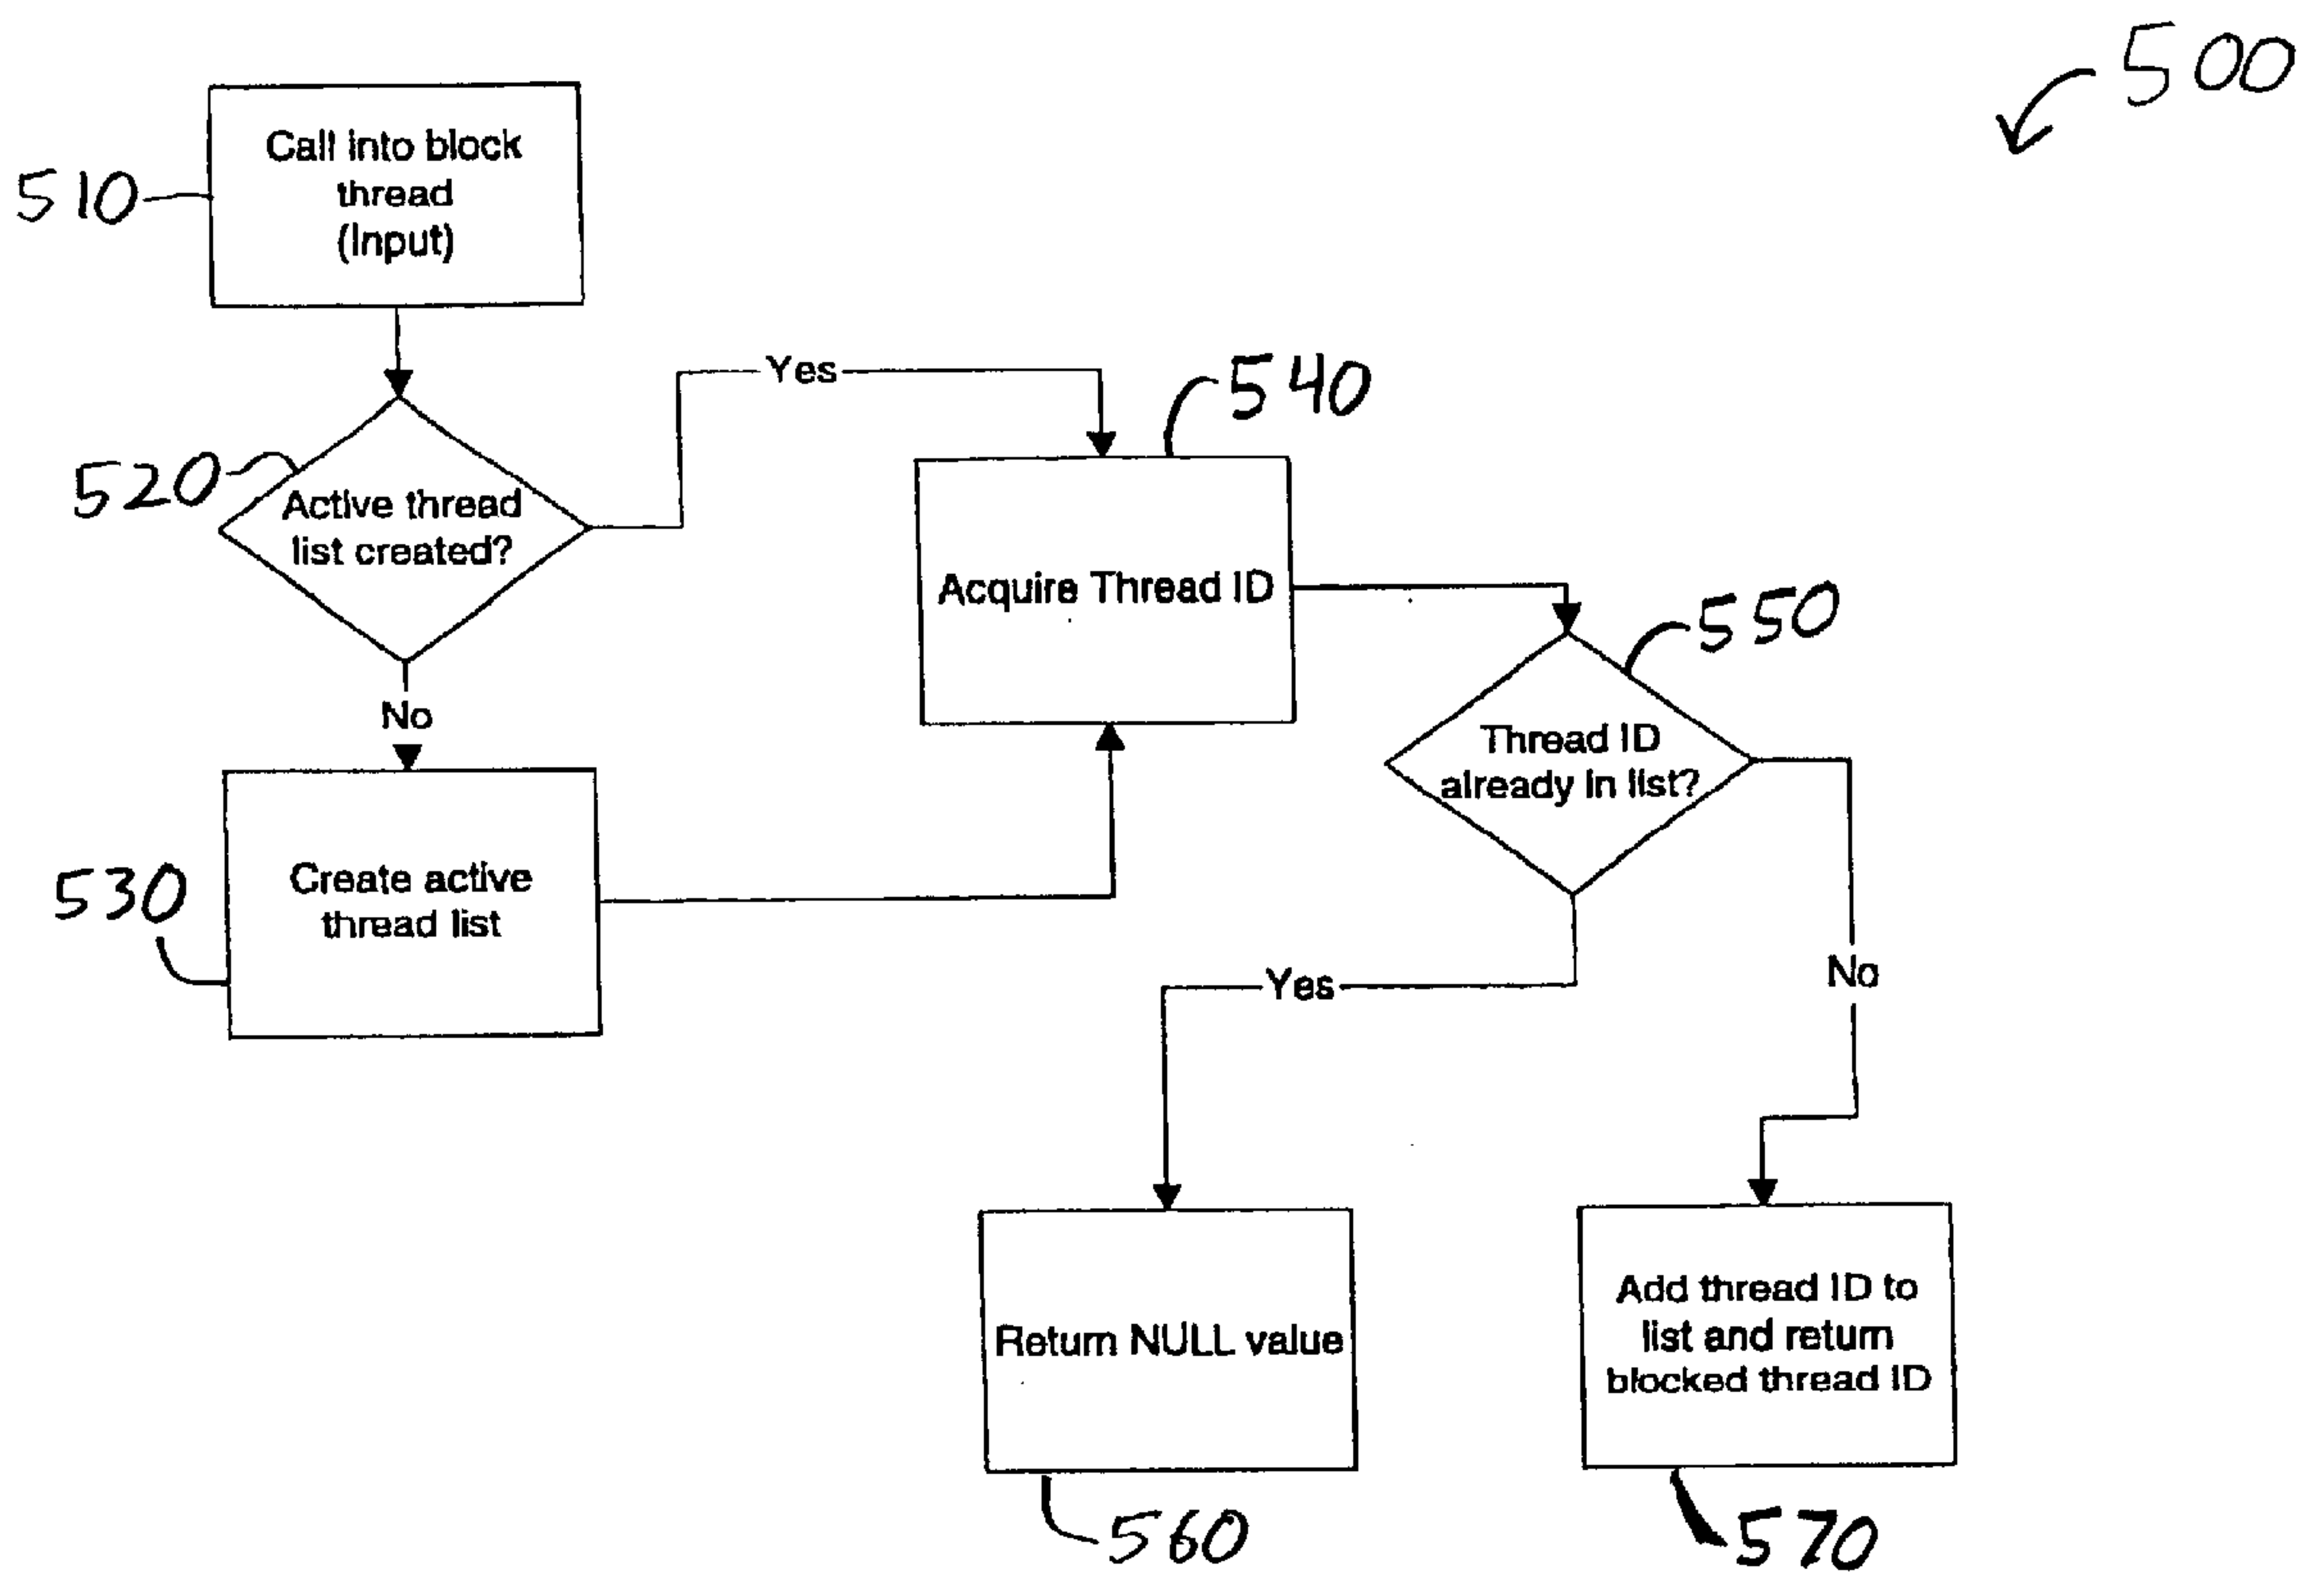 500
Call into block
thread
(Input)
510
Yes
540
520
Active thread
list created?
Acquire Thread ID
550
No
Thread ID
already in list?
530
Create active
thread list
Yes
No
Return NULL value
Add thread ID to
list and return
blocked thread ID
560
570